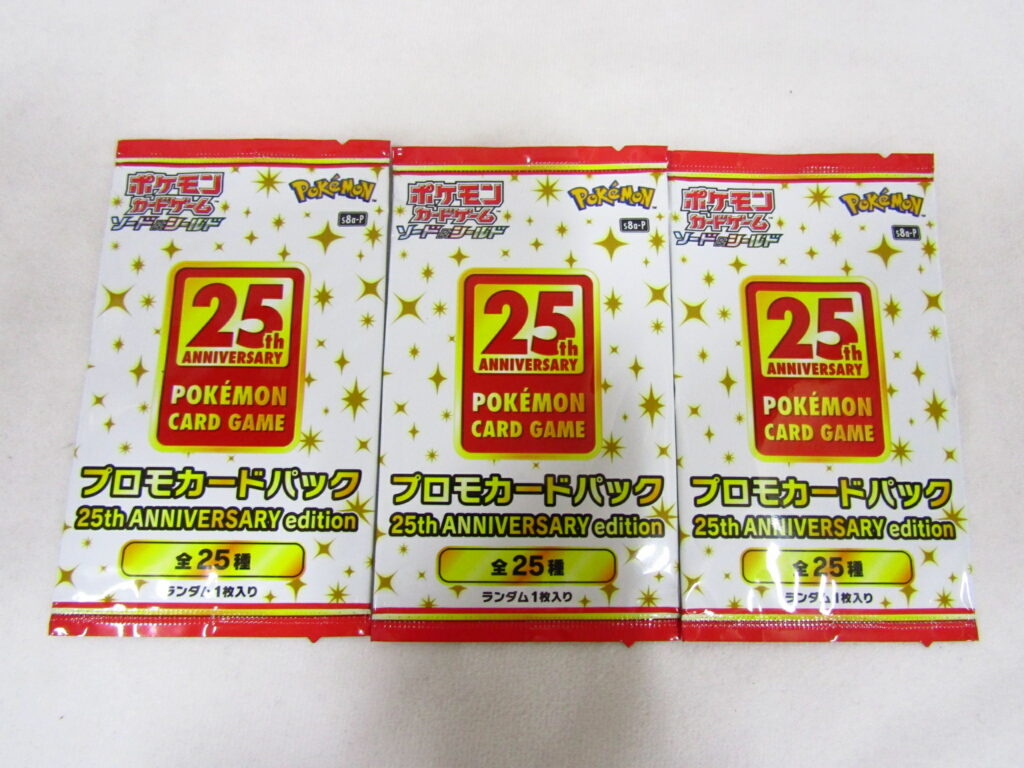 ポケモン
カードゲーム
ソード&シールド
POKéMON
s8a-P
25th
ANNIVERSARY
POKÉMON
CARD GAME
プロモカードパック
25th ANNIVERSARY edition
全25種
ランダム1枚入り
ポケモン
カードゲーム
ソード&シールド
POKéMON
s8a-P
25th
ANNIVERSARY
POKÉMON
CARD GAME
プロモカードパック
25th ANNIVERSARY edition
全25種
ランダム1枚入り
ポケモン
カードゲーム
ソード&シールド
POKéMON
s8a-P
25th
ANNIVERSARY
POKÉMON
CARD GAME
プロモカードパック
25th ANNIVERSARY edition
全25種
ランダム1枚入り